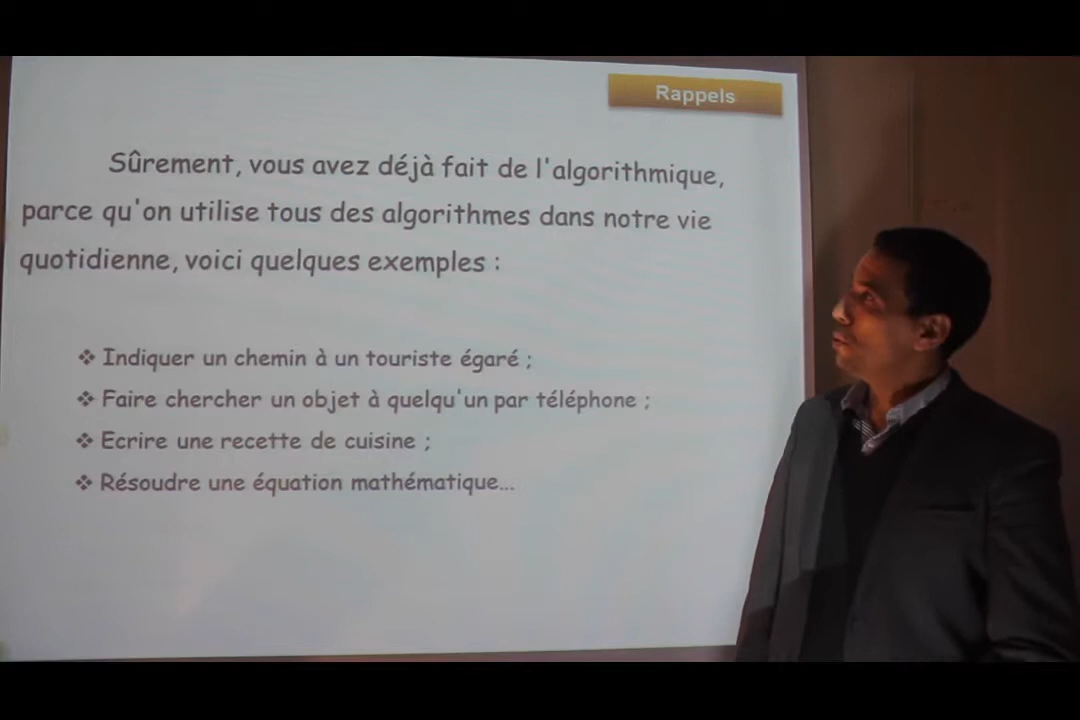 Rappels
Sûrement, vous avez déjà fait de l'algorithmique,
parce qu'on utilise tous des algorithmes dans notre vie
quotidienne, voici quelques exemples :
❖ Indiquer un chemin à un touriste égaré ;
❖ Faire chercher un objet à quelqu'un par téléphone ;
❖ Ecrire une recette de cuisine ;
❖ Résoudre une équation mathématique...